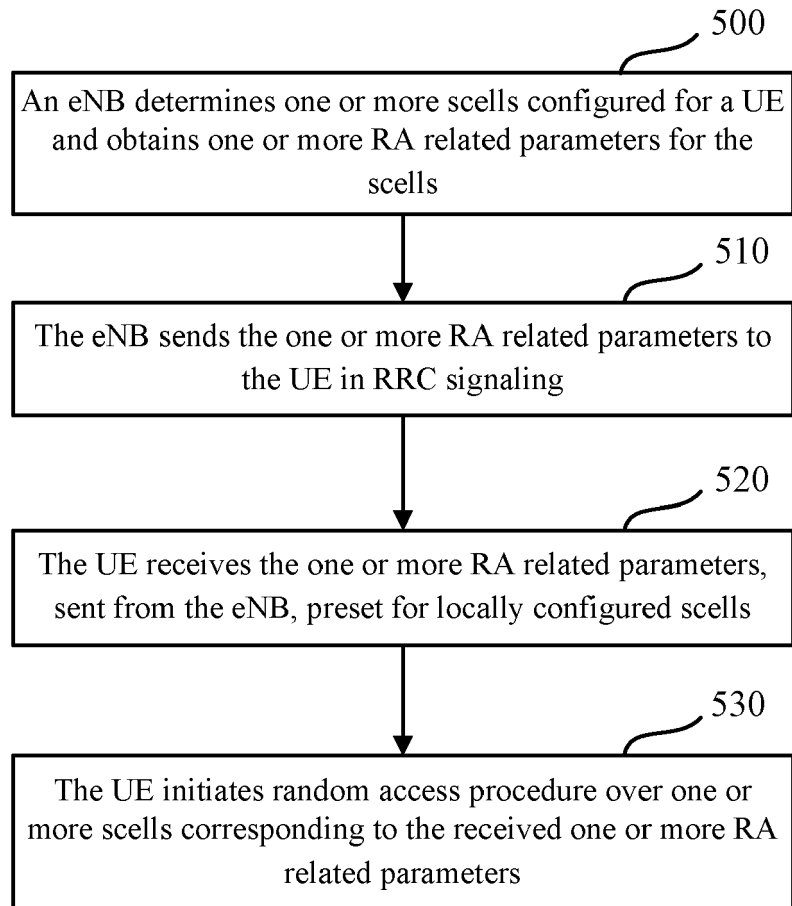 500
An eNB determines one or more scells configured for a UE
and obtains one or more RA related parameters for the
scells
510
The eNB sends the one or more RA related parameters to
the UE in RRC signaling
520
The UE receives the one or more RA related parameters,
sent from the eNB, preset for locally configured scells
530
The UE initiates random access procedure over one or
more scells corresponding to the received one or more RA
related parameters